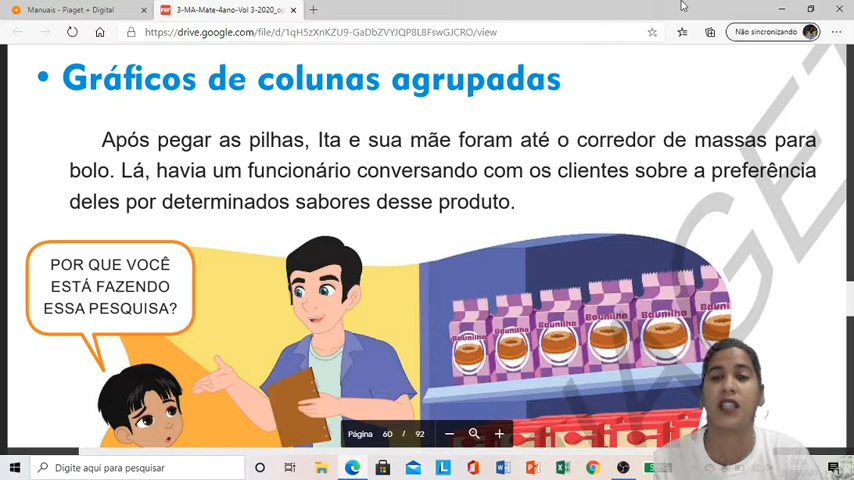 Manuais - Piaget + Digital
3-MA-Mate-4ano-Vol 3-2020_op
https://drive.google.com/file/d/1qH5zXnKZU9-GaDbZVYJQP8L8FswGJCRO/view
Não sincronizando
• Gráficos de colunas agrupadas
Após pegar as pilhas, Ita e sua mãe foram até o corredor de massas para
bolo. Lá, havia um funcionário conversando com os clientes sobre a preferência
deles por determinados sabores desse produto.
POR QUE VOCÊ
ESTÁ FAZENDO
ESSA PESQUISA?
Baunilha Baunilha Baunilha Baunilha Baunilha
Página 60 / 92
Digite aqui para pesquisar